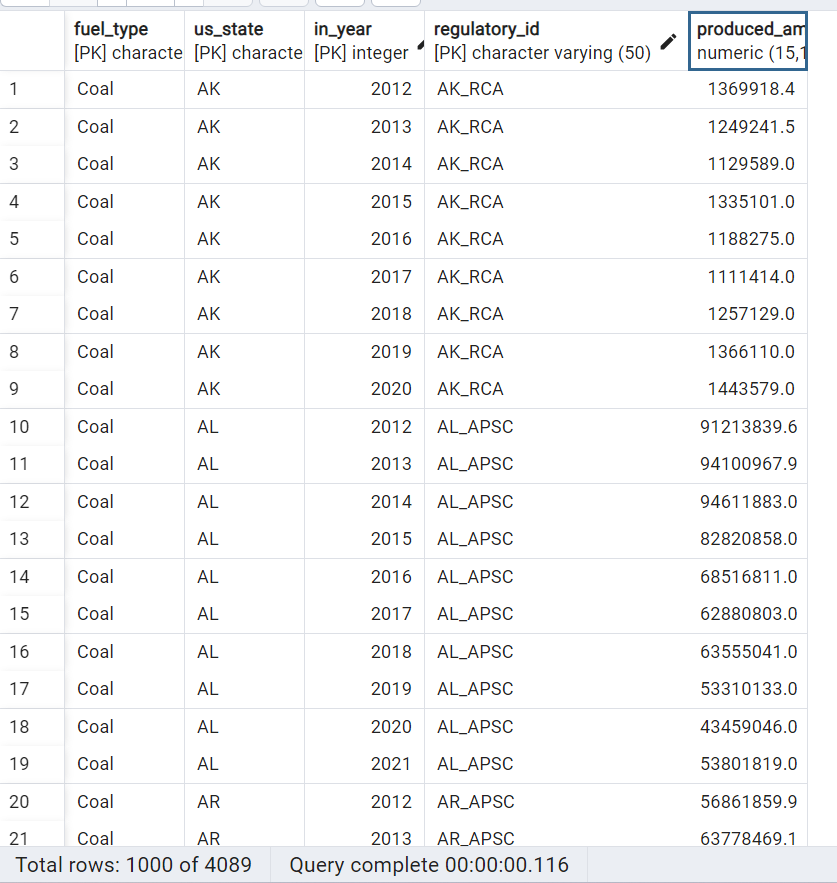 fuel_type us_state in_year regulatory_id produced_am
[PK] characte [PK] characte [PK] integer [PK] character varying (50) numeric (15,1
1 Coal AK 2012 AK_RCA 1369918.4
2 Coal AK 2013 AK_RCA 1249241.5
3 Coal AK 2014 AK_RCA 1129589.0
4 Coal AK 2015 AK_RCA 1335101.0
5 Coal AK 2016 AK_RCA 1188275.0
6 Coal AK 2017 AK_RCA 1111414.0
7 Coal AK 2018 AK_RCA 1257129.0
8 Coal AK 2019 AK_RCA 1366110.0
9 Coal AK 2020 AK_RCA 1443579.0
10 Coal AL 2012 AL_APSC 91213839.6
11 Coal AL 2013 AL_APSC 94100967.9
12 Coal AL 2014 AL_APSC 94611883.0
13 Coal AL 2015 AL_APSC 82820858.0
14 Coal AL 2016 AL_APSC 68516811.0
15 Coal AL 2017 AL_APSC 62880803.0
16 Coal AL 2018 AL_APSC 63555041.0
17 Coal AL 2019 AL_APSC 53310133.0
18 Coal AL 2020 AL_APSC 43459046.0
19 Coal AL 2021 AL_APSC 53801819.0
20 Coal AR 2012 AR_APSC 56861859.9
21 Coal AR 2013 AR_APSC 63778469.1
Total rows: 1000 of 4089 Query complete 00:00:00.116